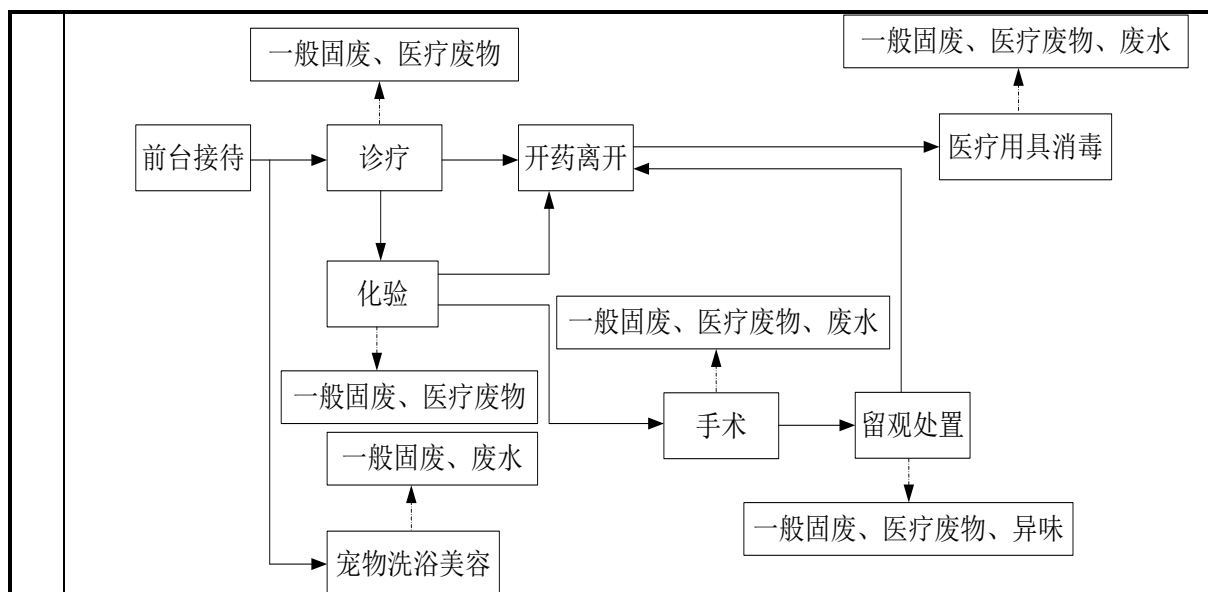 一般固废、医疗废物、废水
一般固废、医疗废物
前台接待
诊疗
开药离开
医疗用具消毒
化验
一般固废、医疗废物、废水
一般固废、医疗废物
手术
留观处置
一般固废、废水
一般固废、医疗废物、异味
宠物洗浴美容